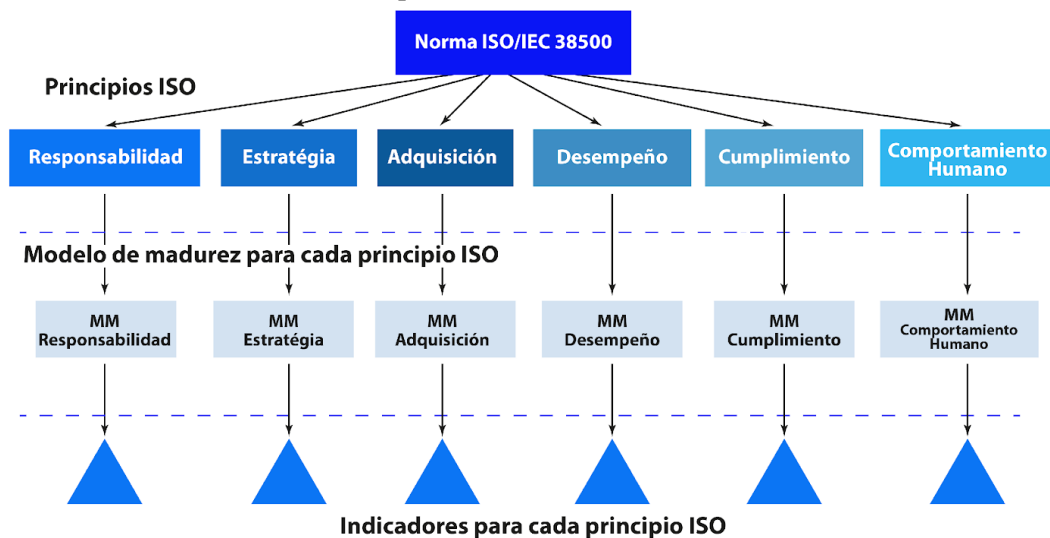 Norma ISO/IEC 38500
Principios ISO
Responsabilidad
Estratégia
Adquisición
Desempeño
Cumplimiento
Comportamiento
Humano
Modelo de madurez para cada principio ISO
MM
Responsabilidad
MM
Estratégia
MM
Adquisición
MM
Desempeño
MM
Cumplimiento
MM
Comportamiento
Humano
Indicadores para cada principio ISO